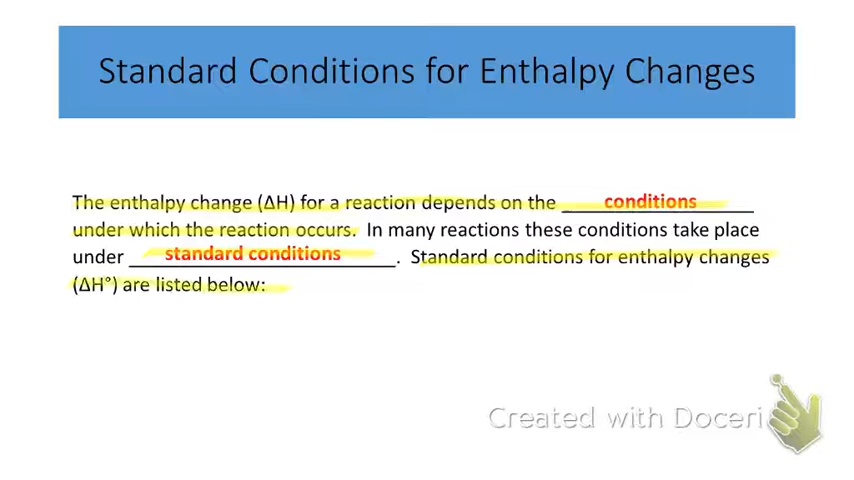 Standard Conditions for Enthalpy Changes
The enthalpy change (ΔH) for a reaction depends on the conditions
under which the reaction occurs. In many reactions these conditions take place
under standard conditions. Standard conditions for enthalpy changes
(ΔH°) are listed below:
Created with Doceri